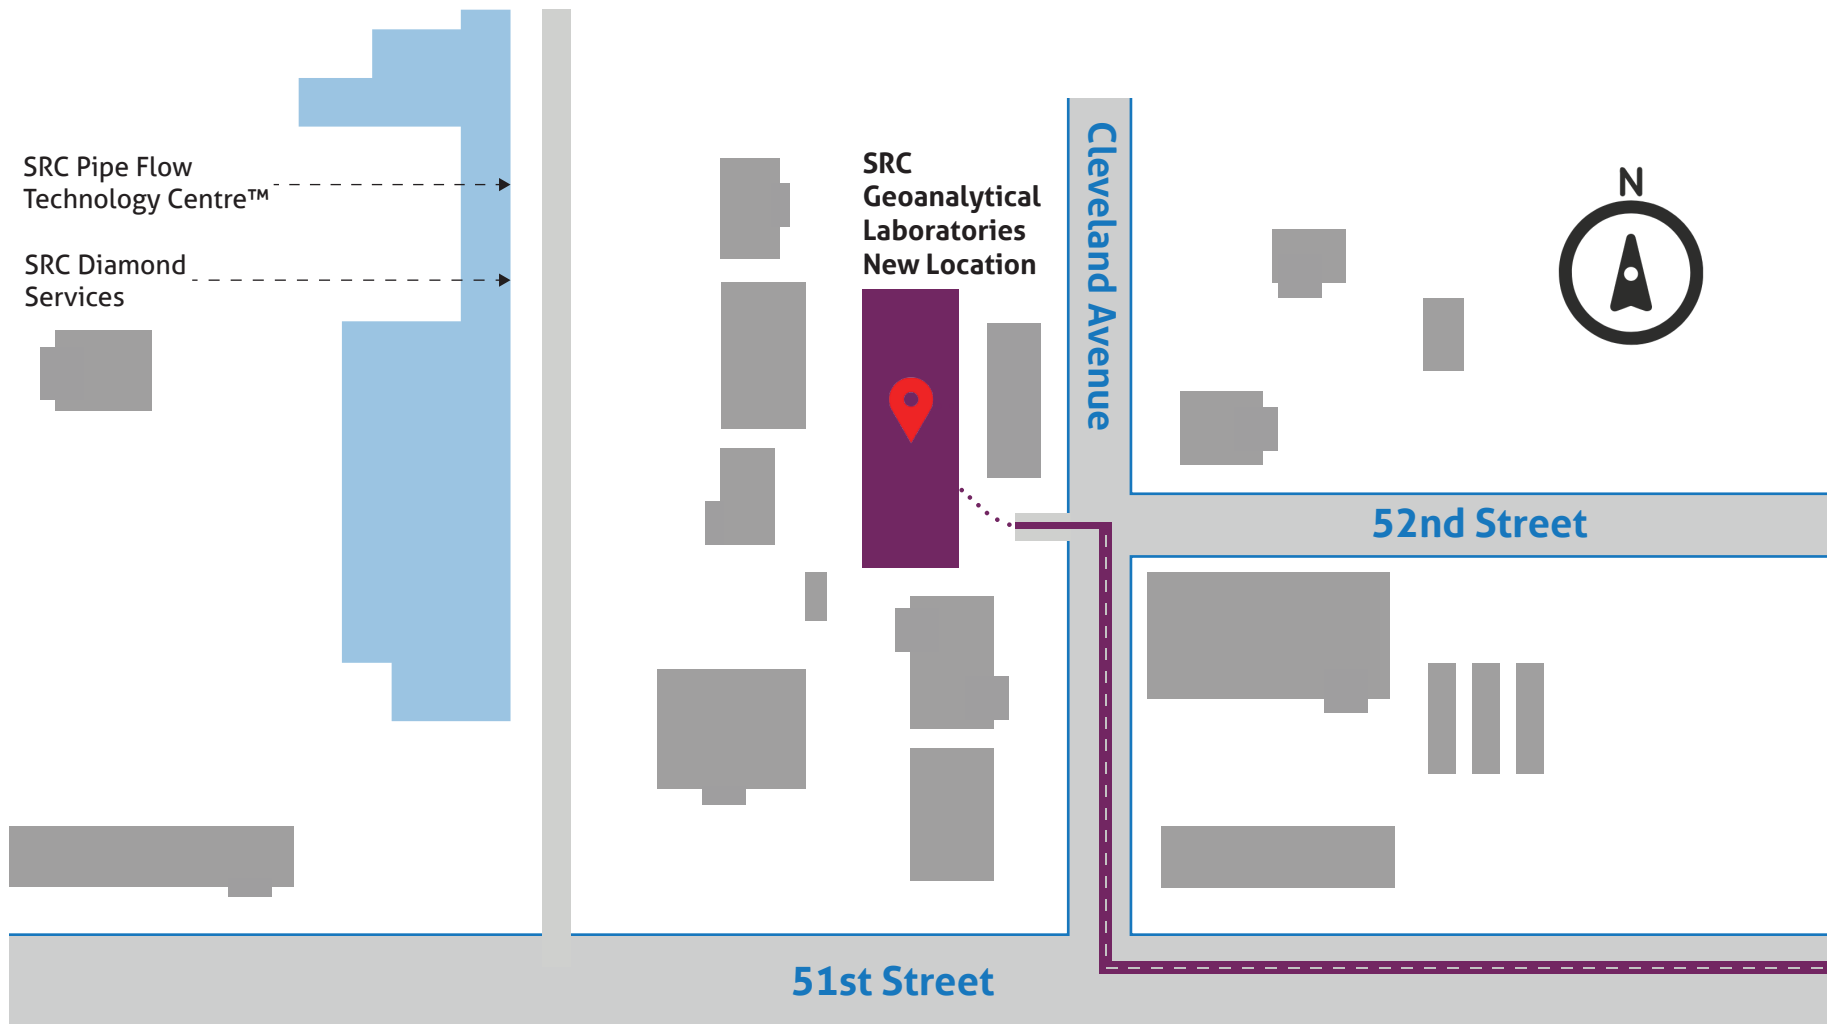 SRC Pipe Flow
Technology Centre™
SRC Diamond
Services
SRC
Geoanalytical
Laboratories
New Location
Cleveland Avenue
N
52nd Street
51st Street